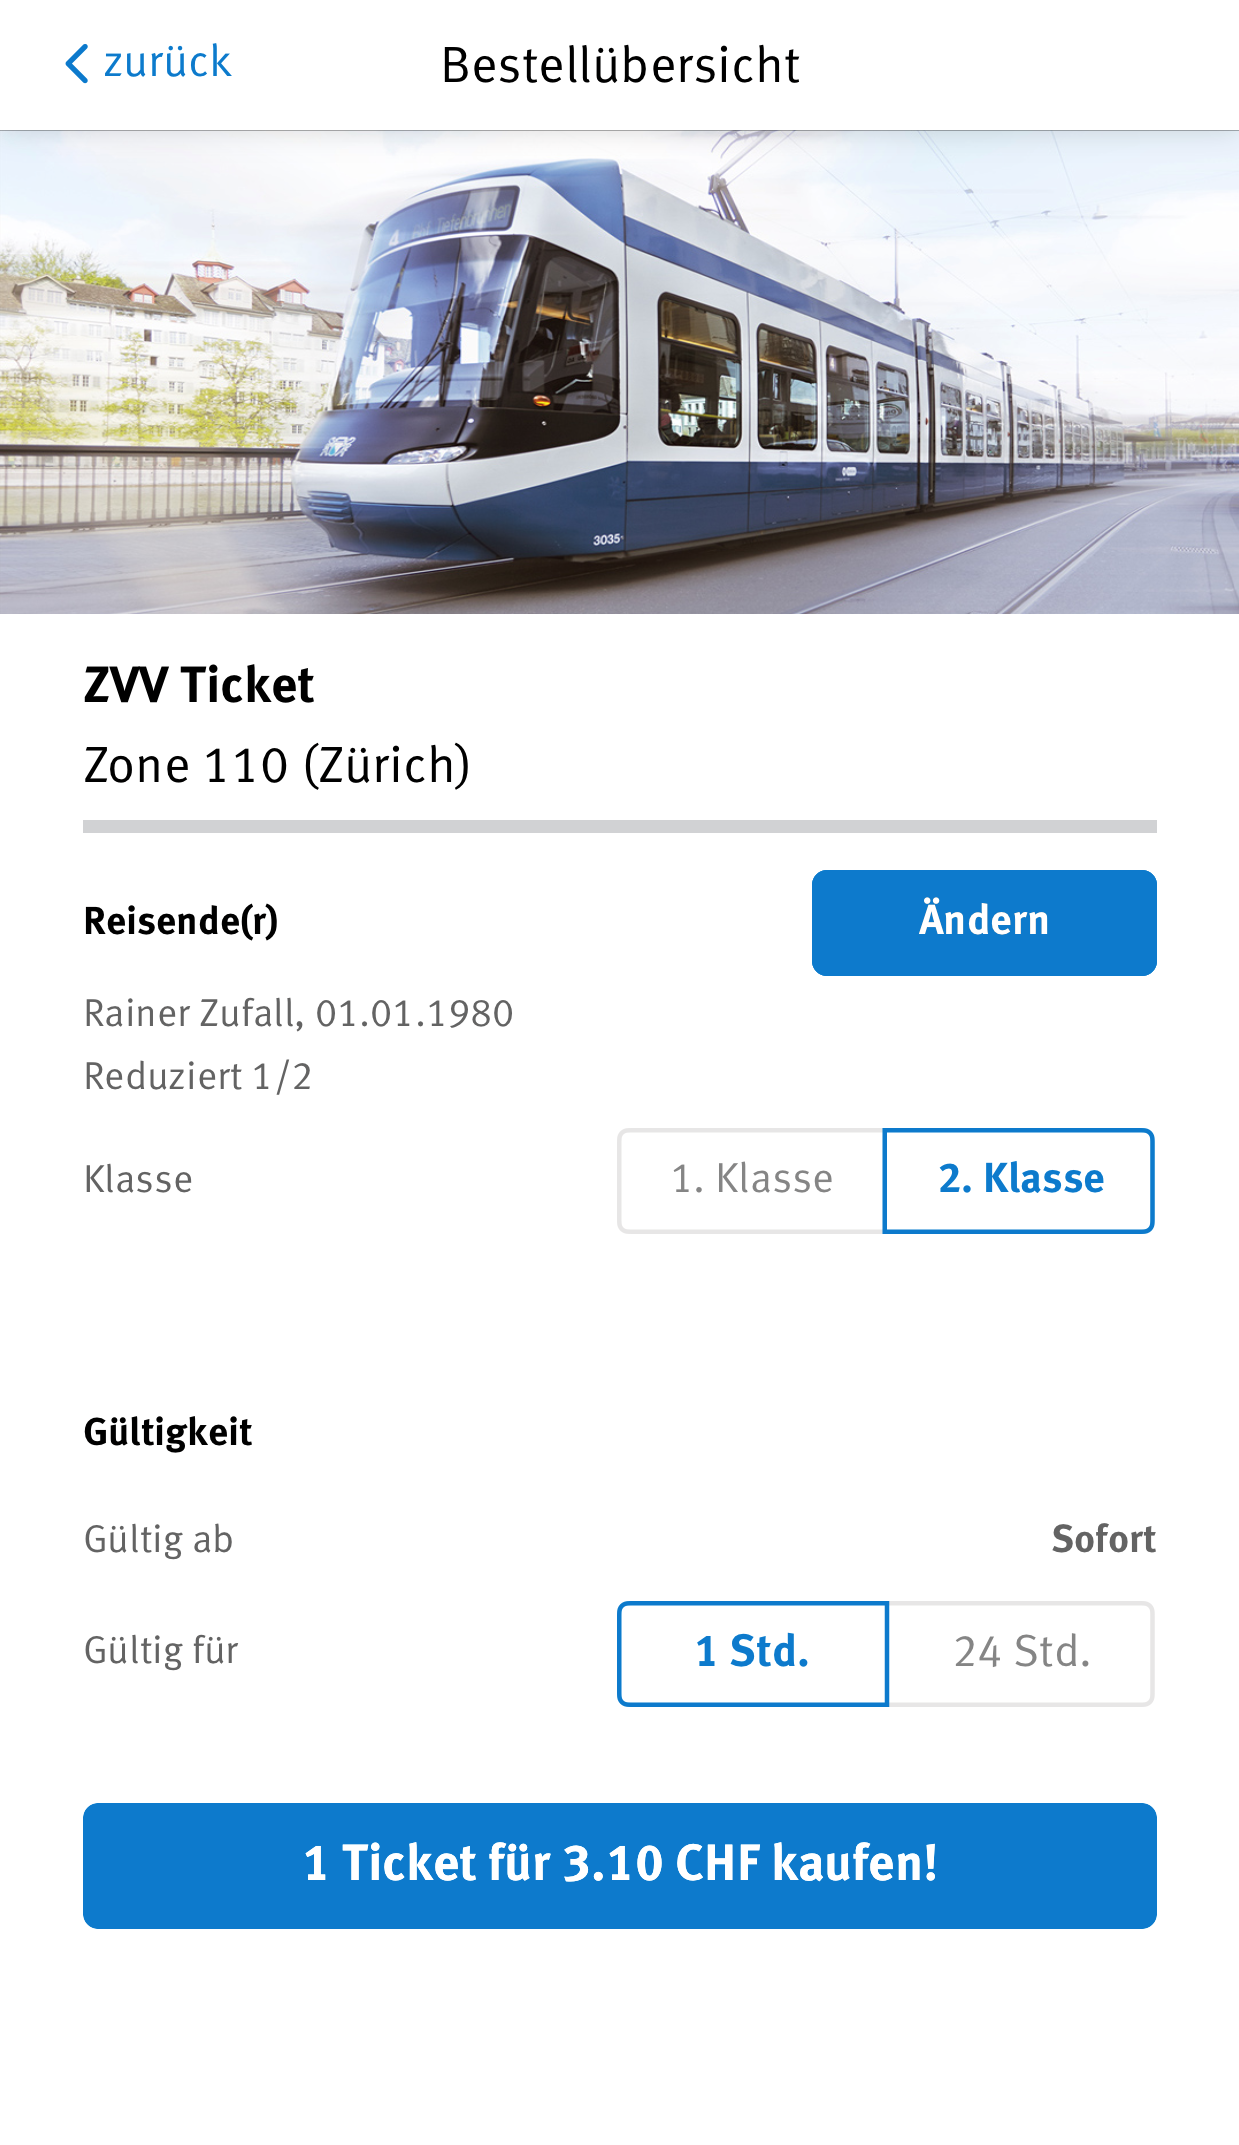 zurück
Bestellübersicht
4 Tiefenbrunnen
3035
ZVV Ticket
Zone 110 (Zürich)
Reisende(r)
Ändern
Rainer Zufall, 01.01.1980
Reduziert 1/2
Klasse
1. Klasse
2. Klasse
Gültigkeit
Gültig ab
Sofort
Gültig für
1 Std.
24 Std.
1 Ticket für 3.10 CHF kaufen!